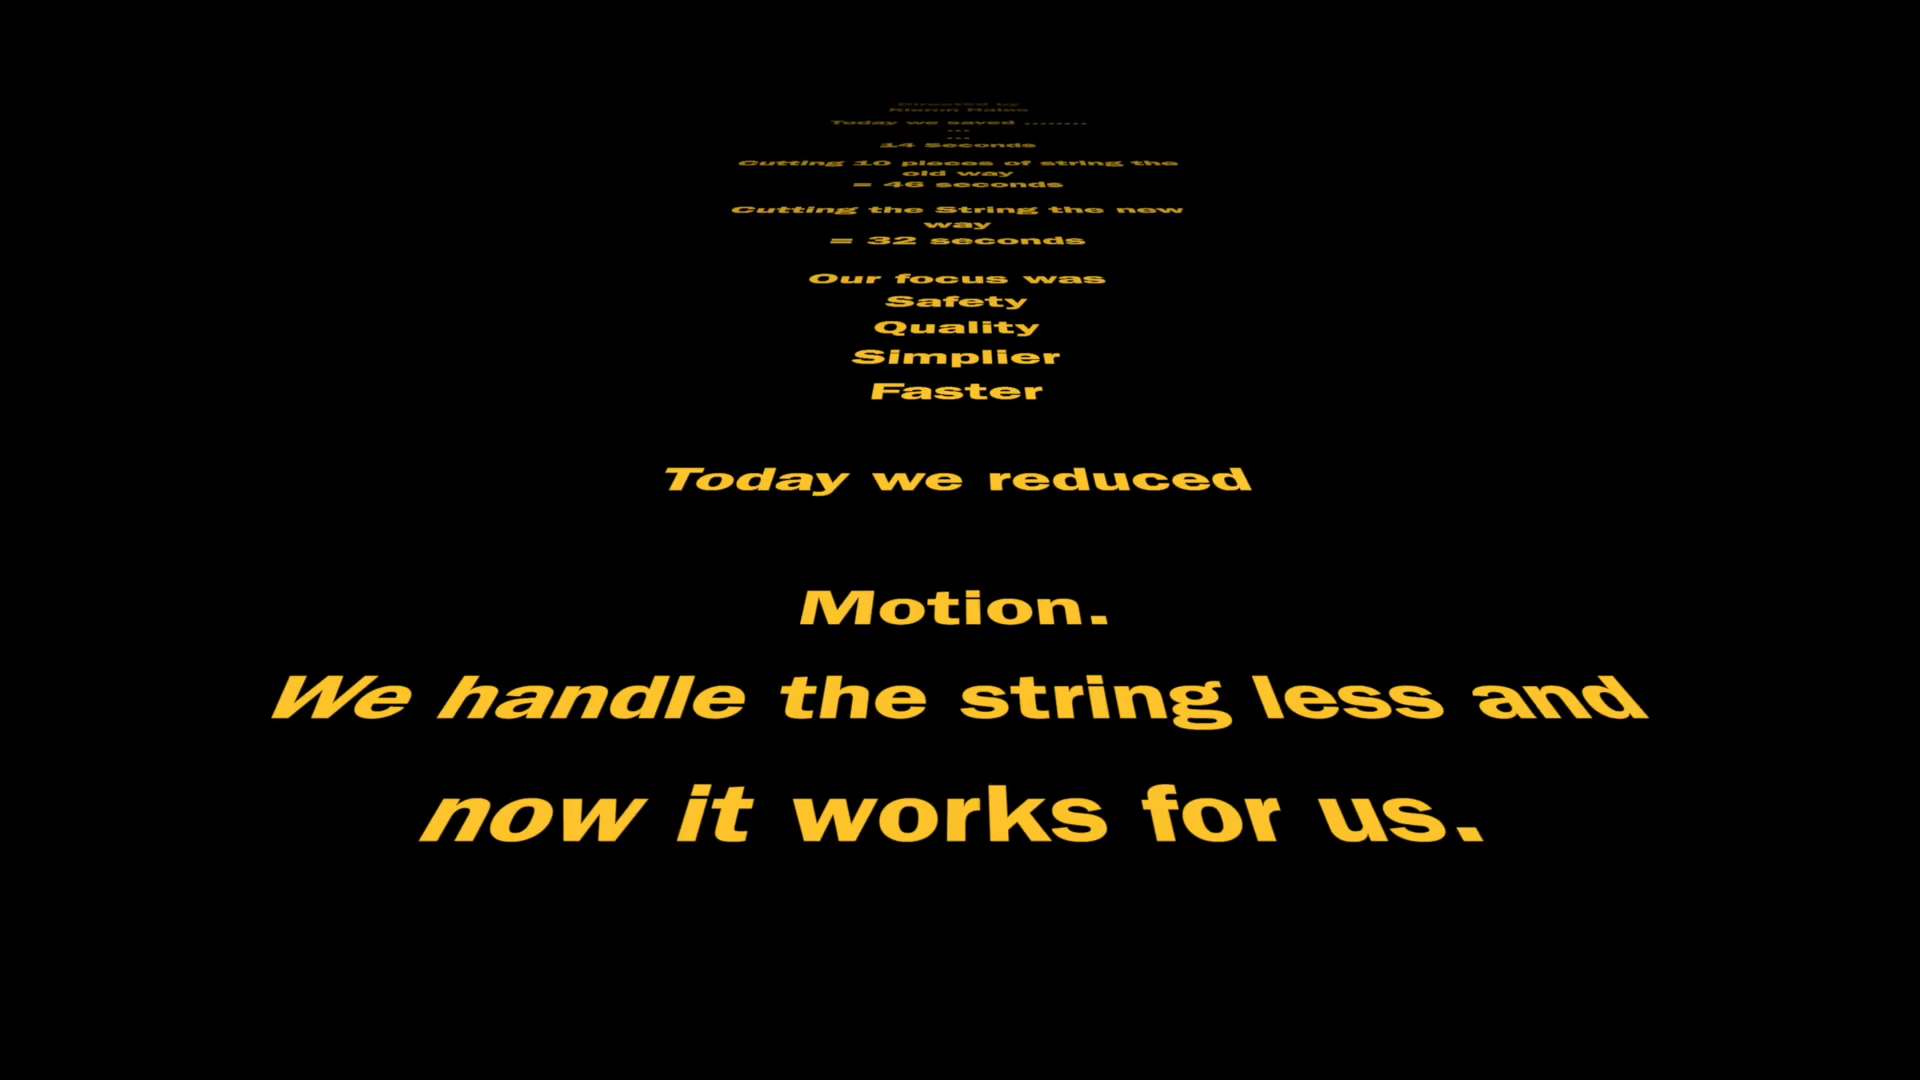 Directed by
Today we saved ........
...
...
14 Seconds
Cutting 10 pieces of string the
old way
= 46 seconds
Cutting the String the new
way
= 32 seconds
Our focus was
Safety
Quality
Simplier
Faster
Today we reduced
Motion.
We handle the string less and
now it works for us.